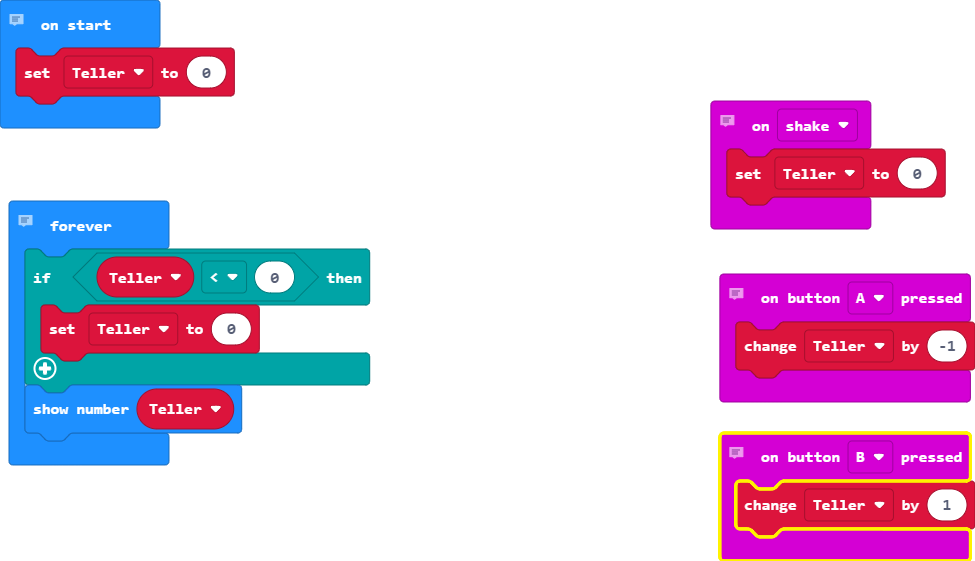 on start
set Teller to 0
forever
if Teller < 0 then
set Teller to 0
show number Teller
on shake
set Teller to 0
on button A pressed
change Teller by -1
on button B pressed
change Teller by 1